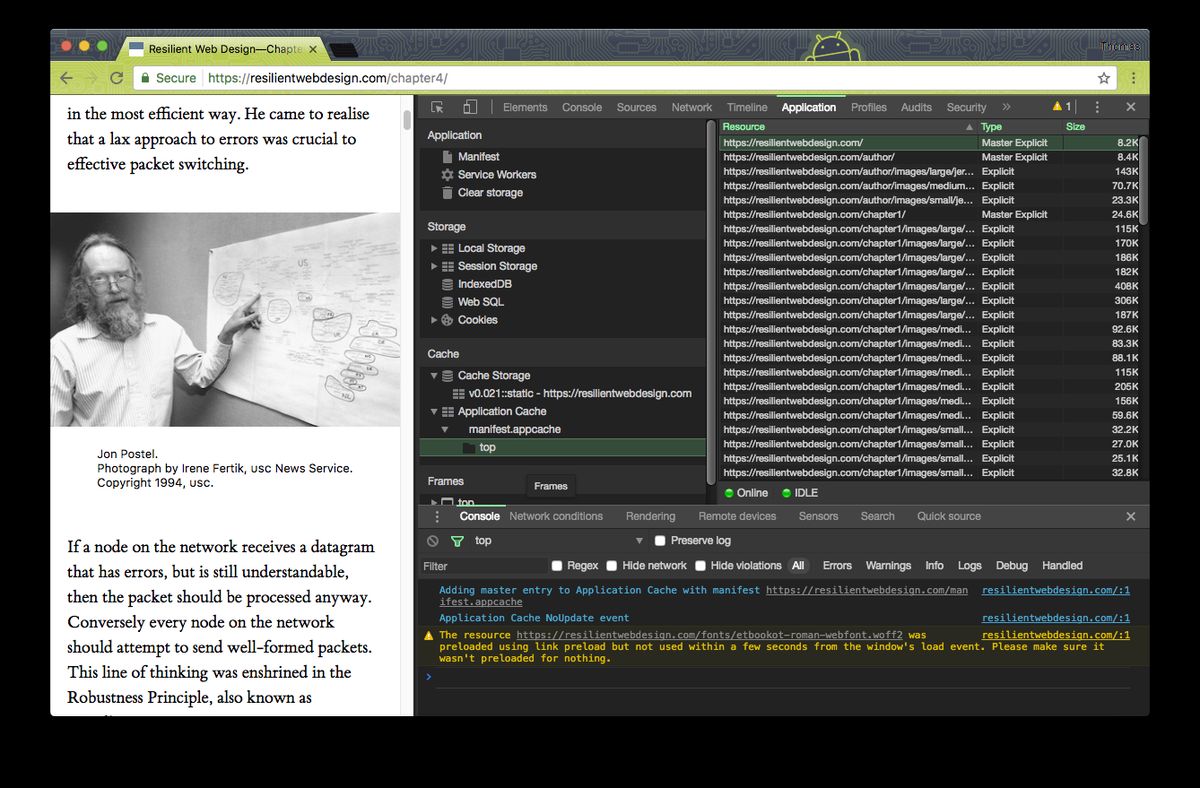 Resilient Web Design—Chapte
Thomas
Secure https://resilientwebdesign.com/chapter4/
in the most efficient way. He came to realise
that a lax approach to errors was crucial to
effective packet switching.
US
NL
Jon Postel.
Photograph by Irene Fertik, usc News Service.
Copyright 1994, usc.
If a node on the network receives a datagram
that has errors, but is still understandable,
then the packet should be processed anyway.
Conversely every node on the network
should attempt to send well-formed packets.
This line of thinking was enshrined in the
Robustness Principle, also known as
Elements Console Sources Network Timeline Application Profiles Audits Security » 1
Application
Manifest
Service Workers
Clear storage
Storage
Local Storage
Session Storage
IndexedDB
Web SQL
Cookies
Cache
Cache Storage
v0.021::static - https://resilientwebdesign.com
Application Cache
manifest.appcache
top
Frames
top
Frames
Resource Type Size
https://resilientwebdesign.com/ Master Explicit 8.2K
https://resilientwebdesign.com/author/ Master Explicit 8.4K
https://resilientwebdesign.com/author/images/large/jer... Explicit 143K
https://resilientwebdesign.com/author/images/medium... Explicit 70.7K
https://resilientwebdesign.com/author/images/small/je... Explicit 23.3K
https://resilientwebdesign.com/chapter1/ Master Explicit 24.6K
https://resilientwebdesign.com/chapter1/images/large/... Explicit 115K
https://resilientwebdesign.com/chapter1/images/large/... Explicit 170K
https://resilientwebdesign.com/chapter1/images/large/... Explicit 186K
https://resilientwebdesign.com/chapter1/images/large/... Explicit 182K
https://resilientwebdesign.com/chapter1/images/large/... Explicit 408K
https://resilientwebdesign.com/chapter1/images/large/... Explicit 306K
https://resilientwebdesign.com/chapter1/images/large/... Explicit 187K
https://resilientwebdesign.com/chapter1/images/medi... Explicit 92.6K
https://resilientwebdesign.com/chapter1/images/medi... Explicit 83.3K
https://resilientwebdesign.com/chapter1/images/medi... Explicit 88.1K
https://resilientwebdesign.com/chapter1/images/medi... Explicit 115K
https://resilientwebdesign.com/chapter1/images/medi... Explicit 205K
https://resilientwebdesign.com/chapter1/images/medi... Explicit 156K
https://resilientwebdesign.com/chapter1/images/medi... Explicit 59.6K
https://resilientwebdesign.com/chapter1/images/small... Explicit 32.2K
https://resilientwebdesign.com/chapter1/images/small... Explicit 27.0K
https://resilientwebdesign.com/chapter1/images/small... Explicit 25.1K
https://resilientwebdesign.com/chapter1/images/small... Explicit 32.8K
Online IDLE
Console Network conditions Rendering Remote devices Sensors Search Quick source
top Preserve log
Filter Regex Hide network Hide violations All Errors Warnings Info Logs Debug Handled
Adding master entry to Application Cache with manifest https://resilientwebdesign.com/man resilientwebdesign.com/:1
ifest.appcache
Application Cache NoUpdate event resilientwebdesign.com/:1
The resource https://resilientwebdesign.com/fonts/etbookot-roman-webfont.woff2 was resilientwebdesign.com/:1
preloaded using link preload but not used within a few seconds from the window's load event. Please make sure it
wasn't preloaded for nothing.